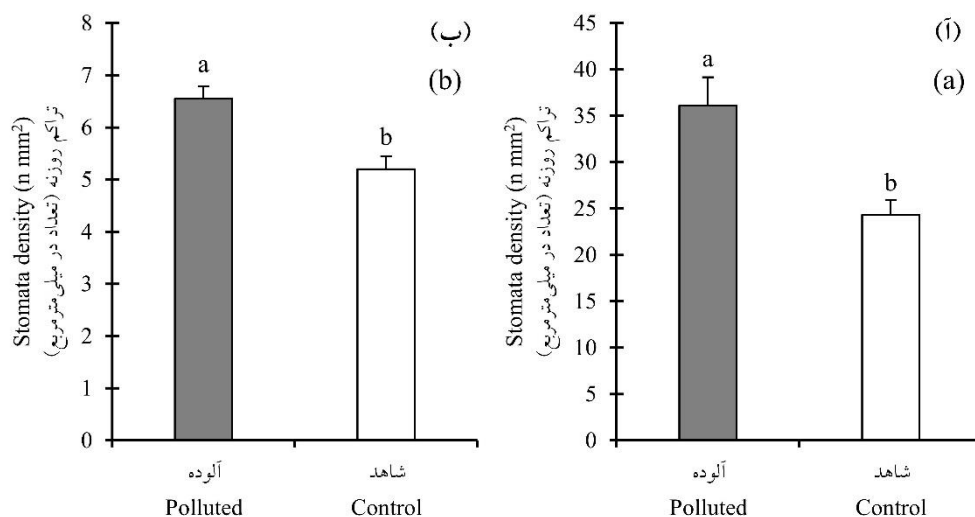 (ب)
(b)
Stomata density (n mm²)
تراکم روزنه (تعداد در میلی‌مترمربع)
8
7
6
5
4
3
2
1
0
a
b
آلوده
شاهد
Polluted
Control
(آ)
(a)
Stomata density (n mm²)
تراکم روزنه (تعداد در میلی‌مترمربع)
45
40
35
30
25
20
15
10
5
0
a
b
آلوده
شاهد
Polluted
Control